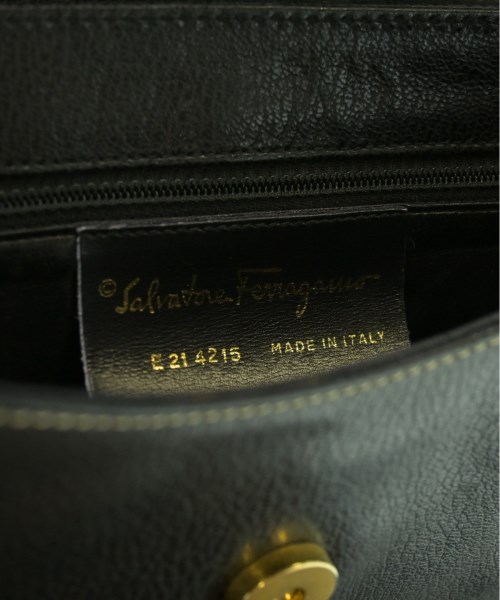 © Salvatore Ferragamo
E 21 4215 MADE IN ITALY